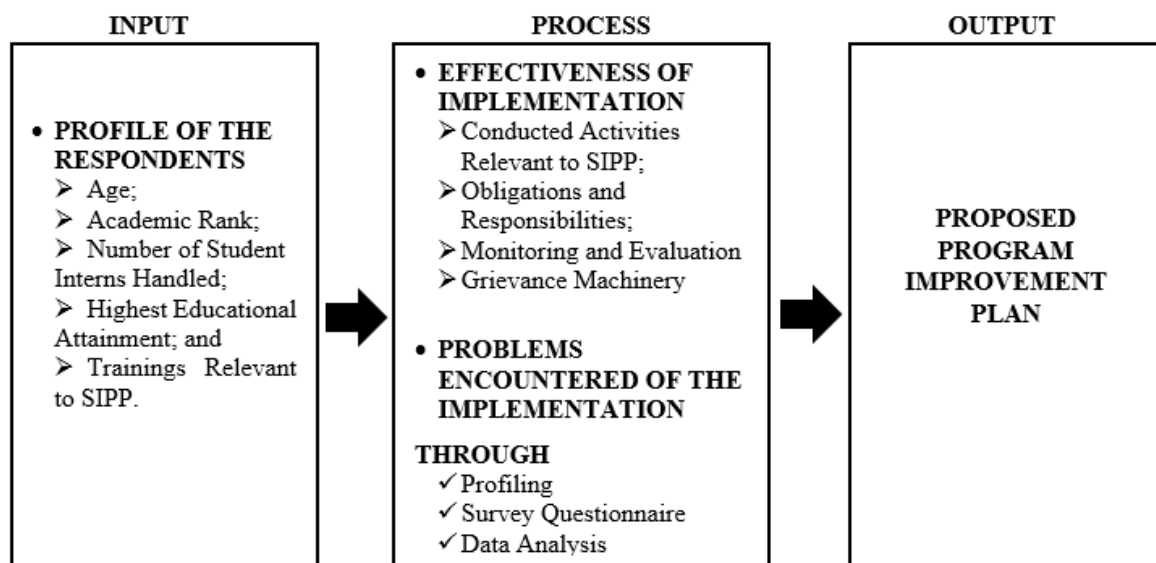 INPUT
• PROFILE OF THE
RESPONDENTS
➢ Age;
➢ Academic Rank;
➢ Number of Student
Interns Handled;
➢ Highest Educational
Attainment; and
➢ Trainings Relevant
to SIPP.
PROCESS
• EFFECTIVENESS OF
IMPLEMENTATION
➢ Conducted Activities
Relevant to SIPP;
➢ Obligations and
Responsibilities;
➢ Monitoring and Evaluation
➢ Grievance Machinery
• PROBLEMS
ENCOUNTERED OF THE
IMPLEMENTATION
THROUGH
✓ Profiling
✓ Survey Questionnaire
✓ Data Analysis
OUTPUT
PROPOSED
PROGRAM
IMPROVEMENT
PLAN